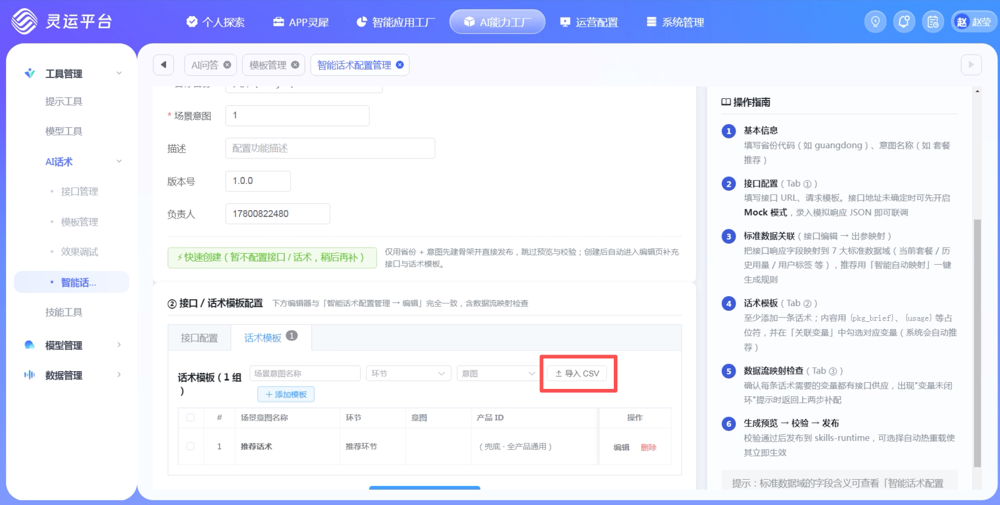 灵运平台
个人探索
APP灵犀
智能应用工厂
AI能力工厂
运营配置
系统管理
赵
赵莹
工具管理
提示工具
模型工具
AI话术
接口管理
模板管理
效果调试
智能话...
技能工具
模型管理
数据管理
AI问答
模板管理
智能话术配置管理
* 场景意图
1
描述
配置功能描述
版本号
1.0.0
负责人
17800822480
⚡快速创建（暂不配置接口 / 话术，稍后再补）
仅用省份 + 意图先建骨架并直接发布，跳过预览与校验；创建后自动进入编辑页补充
接口与话术模板。
② 接口 / 话术模板配置
下方编辑器与「智能话术配置管理 → 编辑」完全一致，含数据流映射检查
接口配置
话术模板 1
话术模板（1 组
）
场景意图名称
环节
意图
导入 CSV
+ 添加模板
# 场景意图名称 环节 意图 产品 ID 操作
1 推荐话术 推荐环节 （兜底 · 全产品通用） 编辑 删除
操作指南
1 基本信息
填写省份代码（如 guangdong）、意图名称（如 套餐
推荐）
2 接口配置（Tab ①）
填写接口 URL、请求模板。接口地址未确定时可先开启
Mock 模式，录入模拟响应 JSON 即可联调
3 标准数据关联（接口编辑 → 出参映射）
把接口响应字段映射到 7 大标准数据域（当前套餐 / 历
史用量 / 用户标签 等），推荐用「智能自动映射」一键
生成规则
4 话术模板（Tab ②）
至少添加一条话术；内容用 {pkg_brief}、{usage} 等占
位符，并在「关联变量」中勾选对应变量（系统会自动推
荐）
5 数据流映射检查（Tab ③）
确认每条话术需要的变量都有接口供应，出现"变量未闭
环"提示时返回上两步补配
6 生成预览 → 校验 → 发布
校验通过后发布到 skills-runtime，可选择自动热重载使
其立即生效
提示：标准数据域的字段含义可查看「智能话术配置